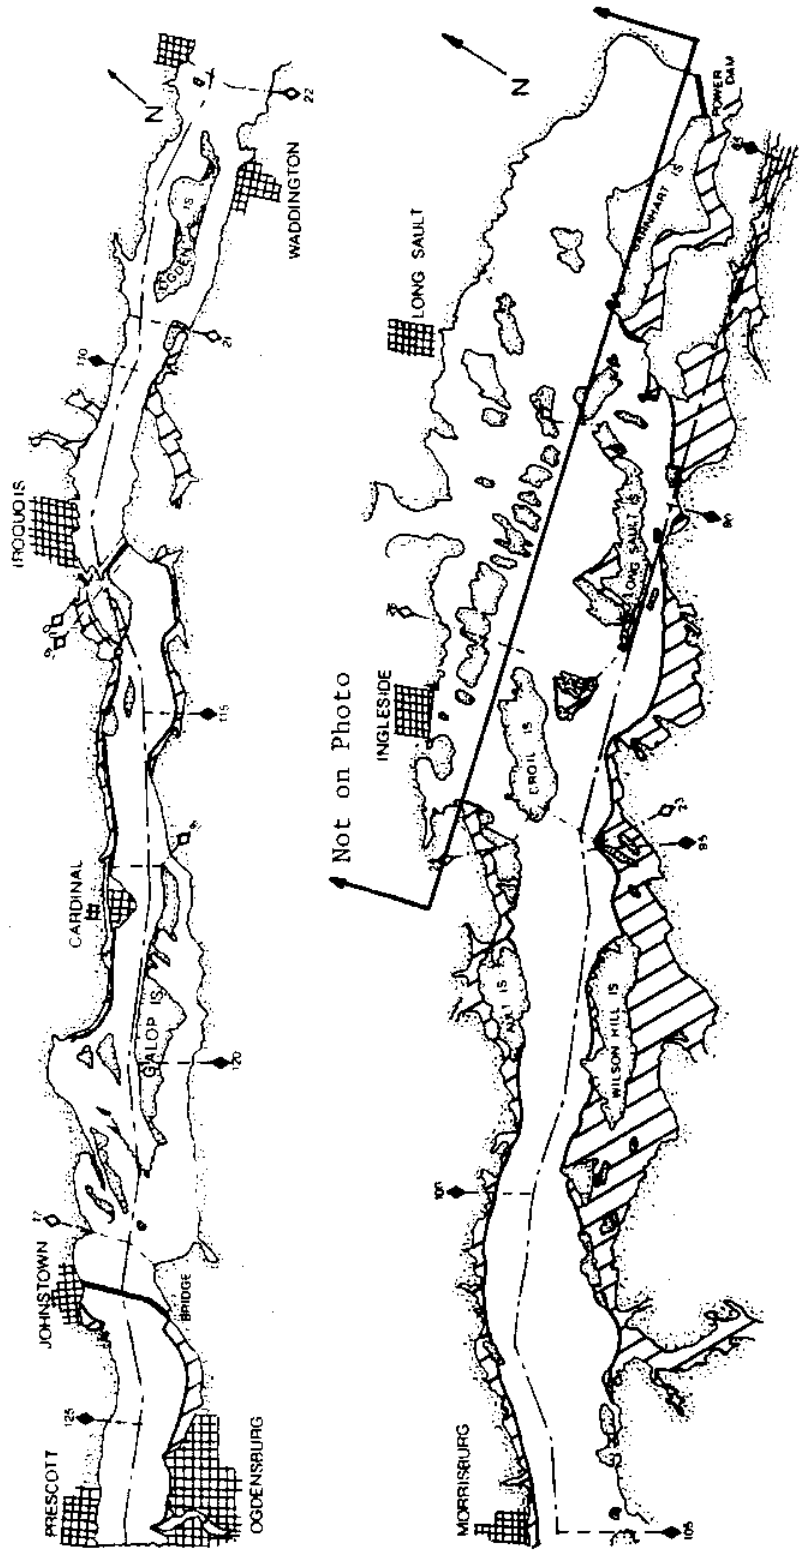 N
22
WADDINGTON
OGDEN IS
21
110
IROQUOIS
115
CARDINAL
GALOP IS
120
JOHNSTOWN
BRIDGE
125
PRESCOTT
OGDENSBURG
N
POWER DAM
BARNHART IS
LONG SAULT
LONG SAULT IS
90
INGLESIDE
Not on Photo
CROIL IS
95
AULT IS
WILSON HILL IS
100
MORRISBURG
105